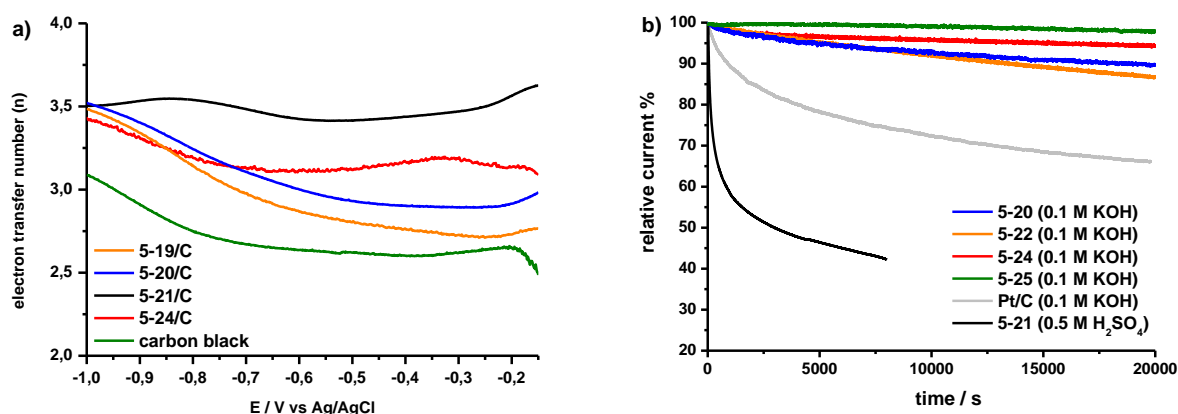 a)
4,0
3,5
3,0
2,5
2,0
electron transfer number (n)
5-19/C
5-20/C
5-21/C
5-24/C
carbon black
-1,0 -0,9 -0,8 -0,7 -0,6 -0,5 -0,4 -0,3 -0,2
E / V vs Ag/AgCl
b)
100
90
80
70
60
50
40
30
20
relative current %
5-20 (0.1 M KOH)
5-22 (0.1 M KOH)
5-24 (0.1 M KOH)
5-25 (0.1 M KOH)
Pt/C (0.1 M KOH)
5-21 (0.5 M H₂SO₄)
0 5000 10000 15000 20000
time / s